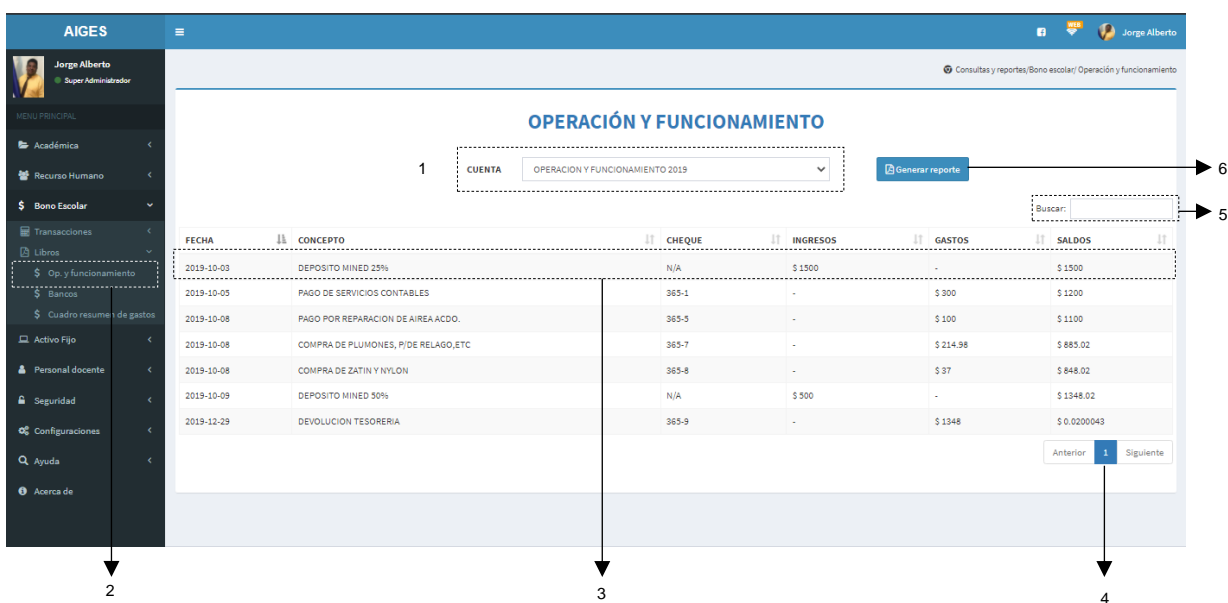 AIGES
WEB
Jorge Alberto
Jorge Alberto
Super Administrador
Consultas y reportes/Bono escolar/ Operación y funcionamiento
MENU PRINCIPAL
OPERACIÓN Y FUNCIONAMIENTO
Académica
1 CUENTA OPERACION Y FUNCIONAMIENTO 2019 Generar reporte 6
Recurso Humano
$ Bono Escolar
Buscar: 5
Transacciones
Libros
$ Op. y funcionamiento
$ Bancos
$ Cuadro resumen de gastos
Activo Fijo
Personal docente
Seguridad
Configuraciones
Ayuda
Acerca de
FECHA CONCEPTO CHEQUE INGRESOS GASTOS SALDOS
2019-10-03 DEPOSITO MINED 25% N/A $ 1500 - $ 1500
2019-10-05 PAGO DE SERVICIOS CONTABLES 365-1 - $ 300 $ 1200
2019-10-08 PAGO POR REPARACION DE AIREA ACDO. 365-5 - $ 100 $ 1100
2019-10-08 COMPRA DE PLUMONES, P/DE RELAGO,ETC 365-7 - $ 214.98 $ 885.02
2019-10-08 COMPRA DE ZATIN Y NYLON 365-8 - $ 37 $ 848.02
2019-10-09 DEPOSITO MINED 50% N/A $ 500 - $ 1348.02
2019-12-29 DEVOLUCION TESORERIA 365-9 - $ 1348 $ 0.0200043
Anterior 1 Siguiente
2 3 4